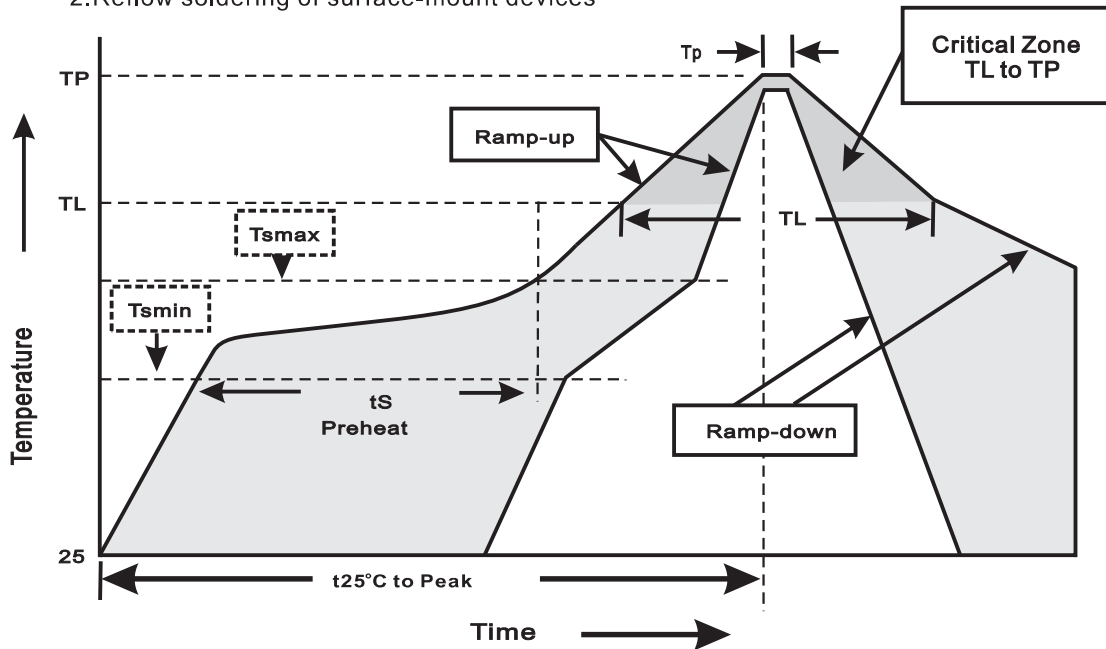 2.Reflow soldering of surface-mount devices
Tp
Critical Zone
TL to TP
TP
Ramp-up
TL
TL
Tsmax
Tsmin
tS
Preheat
Ramp-down
Temperature
25
t25°C to Peak
Time